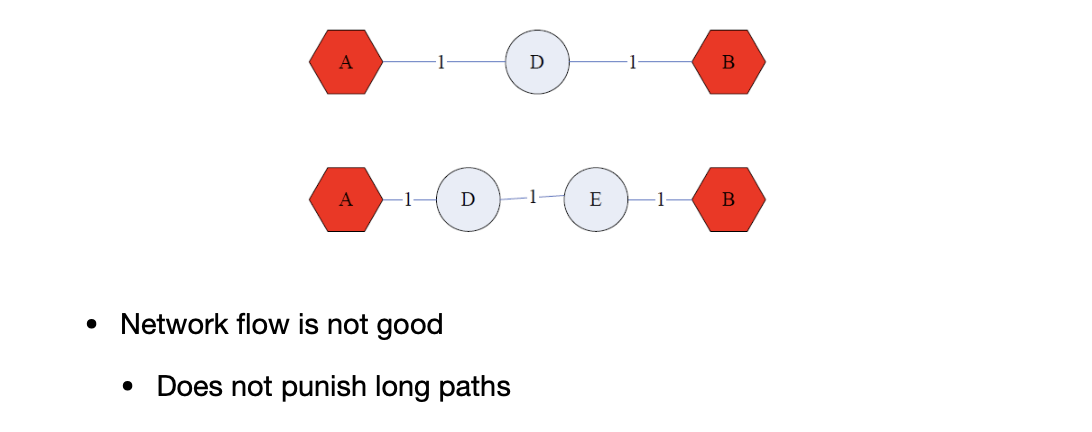 A 1 D 1 B
A 1 D 1 E 1 B
• Network flow is not good
• Does not punish long paths